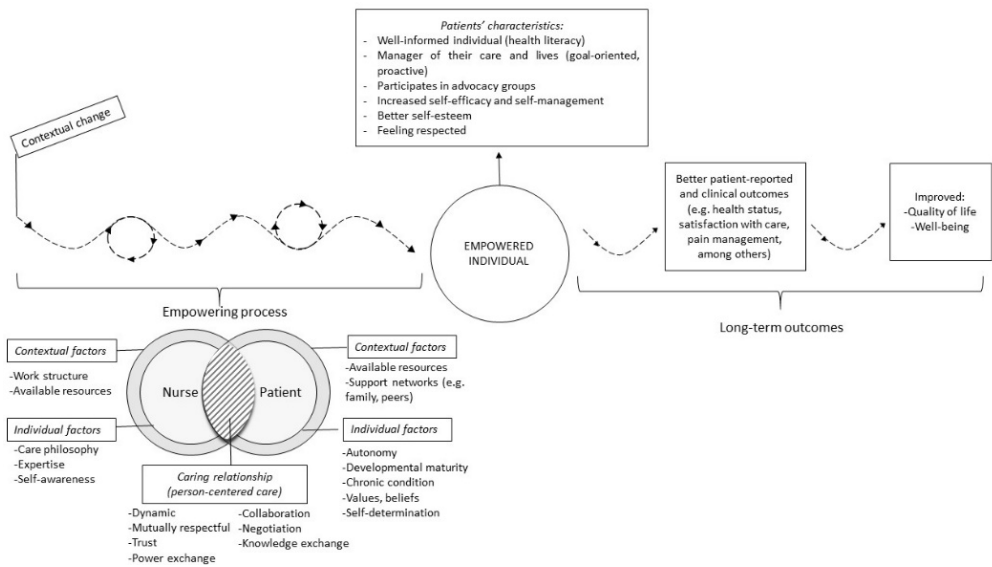 Patients’ characteristics:
- Well-informed individual (health literacy)
- Manager of their care and lives (goal-oriented,
proactive)
- Participates in advocacy groups
- Increased self-efficacy and self-management
- Better self-esteem
- Feeling respected
Contextual change
EMPOWERED
INDIVIDUAL
Better patient-reported
and clinical outcomes
(e.g. health status,
satisfaction with care,
pain management,
among others)
Improved:
-Quality of life
-Well-being
Empowering process
Long-term outcomes
Contextual factors
-Work structure
-Available resources
Individual factors
-Care philosophy
-Expertise
-Self-awareness
Nurse
Patient
Contextual factors
-Available resources
-Support networks (e.g.
family, peers)
Individual factors
-Autonomy
-Developmental maturity
-Chronic condition
-Values, beliefs
-Self-determination
Caring relationship
(person-centered care)
-Dynamic
-Mutually respectful
-Trust
-Power exchange
-Collaboration
-Negotiation
-Knowledge exchange